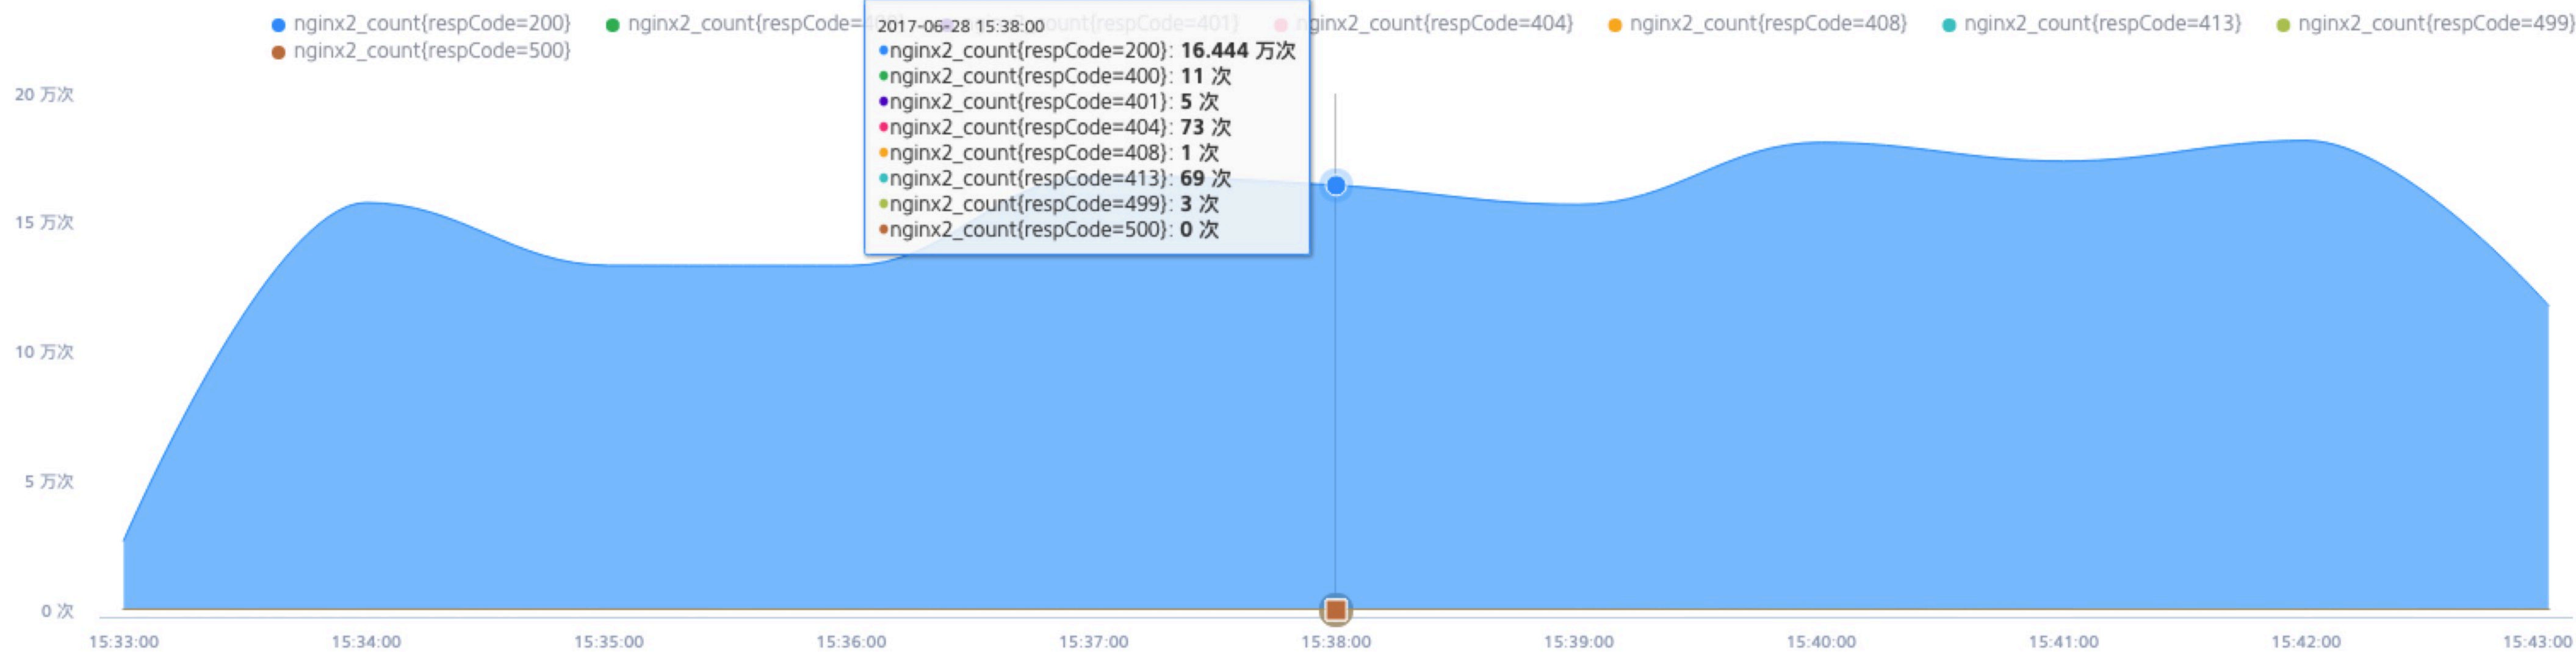 nginx2_count{respCode=200} nginx2_count{respCode=400} nginx2_count{respCode=401} nginx2_count{respCode=404} nginx2_count{respCode=408} nginx2_count{respCode=413} nginx2_count{respCode=499}
nginx2_count{respCode=500}
2017-06-28 15:38:00
nginx2_count{respCode=200}: 16.444 万次
nginx2_count{respCode=400}: 11 次
nginx2_count{respCode=401}: 5 次
nginx2_count{respCode=404}: 73 次
nginx2_count{respCode=408}: 1 次
nginx2_count{respCode=413}: 69 次
nginx2_count{respCode=499}: 3 次
nginx2_count{respCode=500}: 0 次
20 万次
15 万次
10 万次
5 万次
0 次
15:33:00 15:34:00 15:35:00 15:36:00 15:37:00 15:38:00 15:39:00 15:40:00 15:41:00 15:42:00 15:43:00